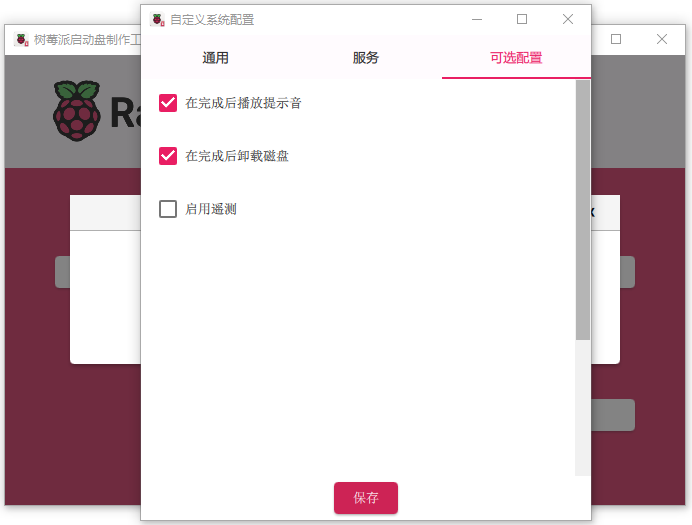 自定义系统配置
树莓派启动盘制作工
通用
服务
可选配置
Ra
在完成后播放提示音
在完成后卸载磁盘
启用遥测
保存